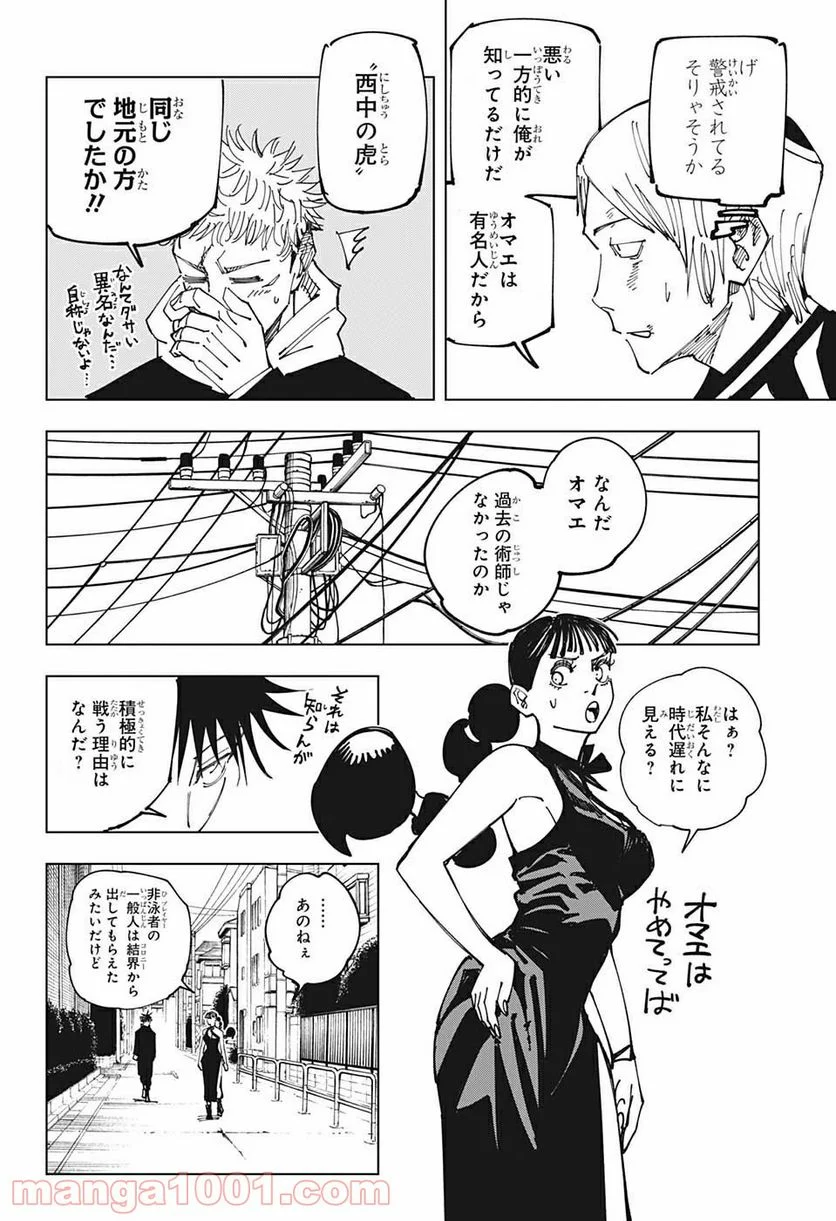 げ
警戒されてる
そりゃそうか
悪い
一方的に俺が
知ってるだけだ
オマエは
有名人だから
〝西中の虎〟
同じ
地元の方
でしたか!!
なんてダサい
異名なんだ…
自称じゃないよ…
なんだ
オマエ
過去の術師じゃ
なかったのか
はぁ?
私そんなに
時代遅れに
見える?
オマエは
やめてってば
それは
知らんが
積極的に
戦う理由は
なんだ?
……
あのねぇ
非泳者の
一般人は結界から
出してもらえた
みたいだけど
manga1001.com